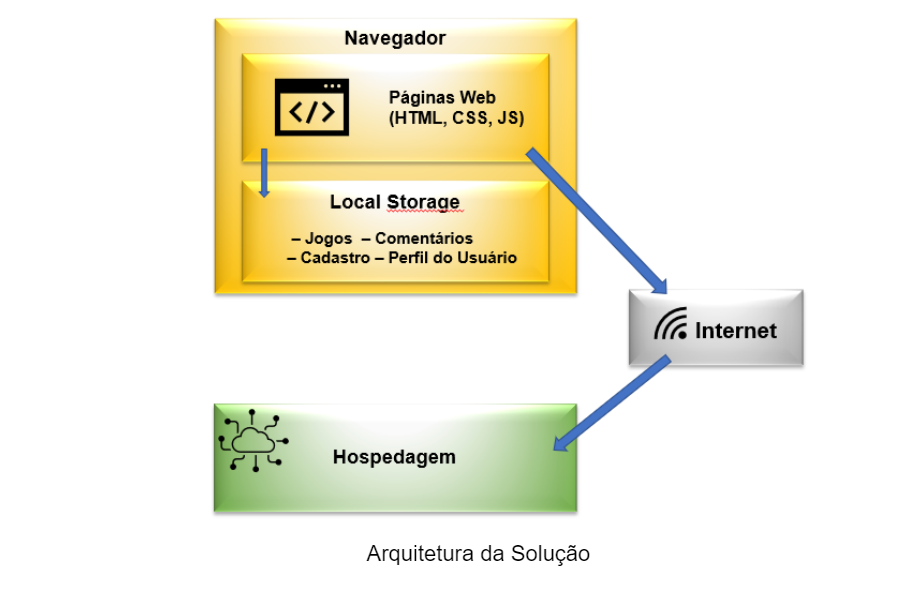 Navegador
Páginas Web
(HTML, CSS, JS)
Local Storage
– Jogos – Comentários
– Cadastro – Perfil do Usuário
Internet
Hospedagem
Arquitetura da Solução